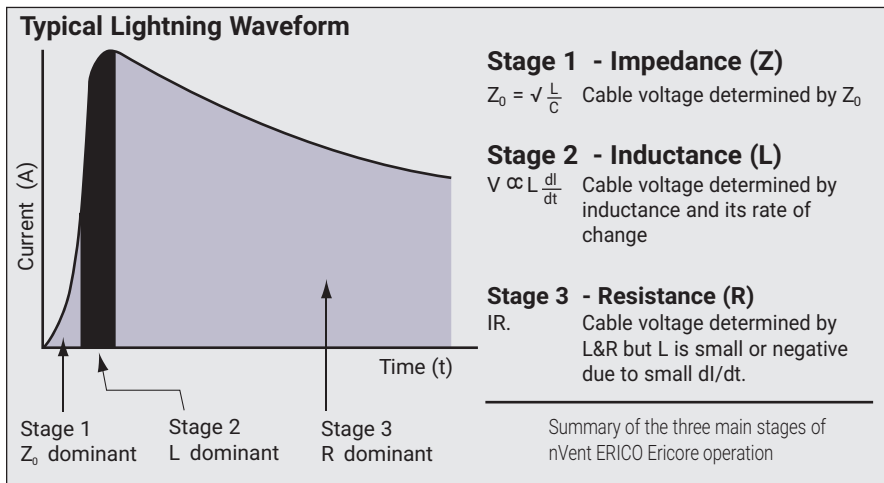 Typical Lightning Waveform
Current (A)
Time (t)
Stage 1
Z₀ dominant
Stage 2
L dominant
Stage 3
R dominant
Stage 1 - Impedance (Z)
Z₀ = √ L/C Cable voltage determined by Z₀
Stage 2 - Inductance (L)
V ∝ L dI/dt Cable voltage determined by
inductance and its rate of
change
Stage 3 - Resistance (R)
IR. Cable voltage determined by
L&R but L is small or negative
due to small dI/dt.
Summary of the three main stages of
nVent ERICO Ericore operation